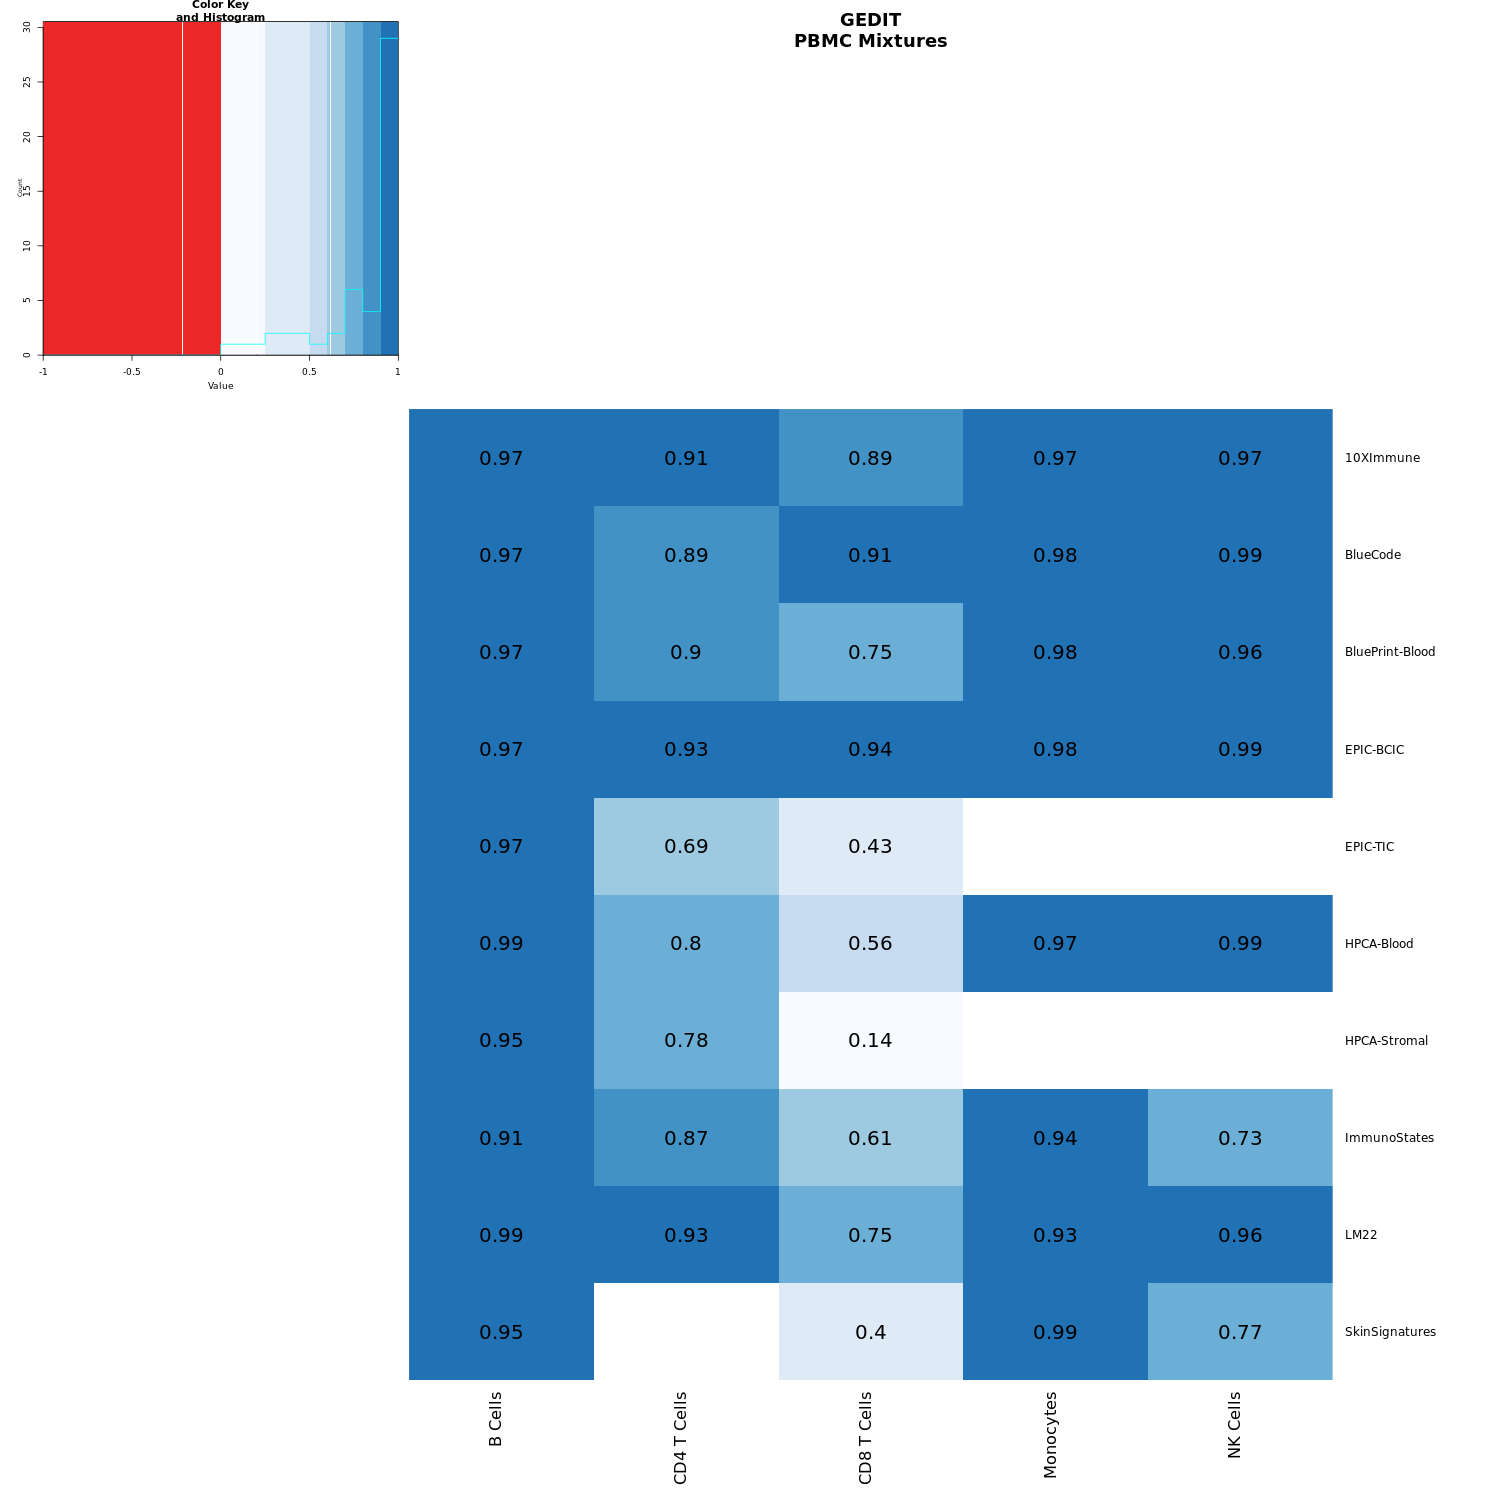 Color Key
and Histogram
GEDIT
PBMC Mixtures
30
25
20
15
10
5
0
Count
-1 -0.5 0 0.5 1
Value
0.97 0.91 0.89 0.97 0.97 10XImmune
0.97 0.89 0.91 0.98 0.99 BlueCode
0.97 0.9 0.75 0.98 0.96 BluePrint-Blood
0.97 0.93 0.94 0.98 0.99 EPIC-BCIC
0.97 0.69 0.43 EPIC-TIC
0.99 0.8 0.56 0.97 0.99 HPCA-Blood
0.95 0.78 0.14 HPCA-Stromal
0.91 0.87 0.61 0.94 0.73 ImmunoStates
0.99 0.93 0.75 0.93 0.96 LM22
0.95 0.4 0.99 0.77 SkinSignatures
B Cells
CD4 T Cells
CD8 T Cells
Monocytes
NK Cells